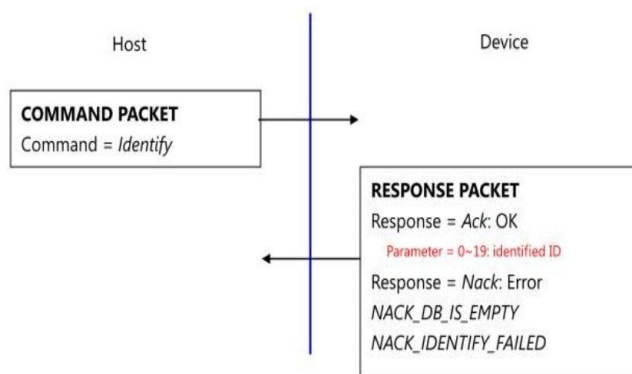 Host
Device
COMMAND PACKET
Command = Identify
RESPONSE PACKET
Response = Ack: OK
Parameter = 0~19: identified ID
Response = Nack: Error
NACK_DB_IS_EMPTY
NACK_IDENTIFY_FAILED